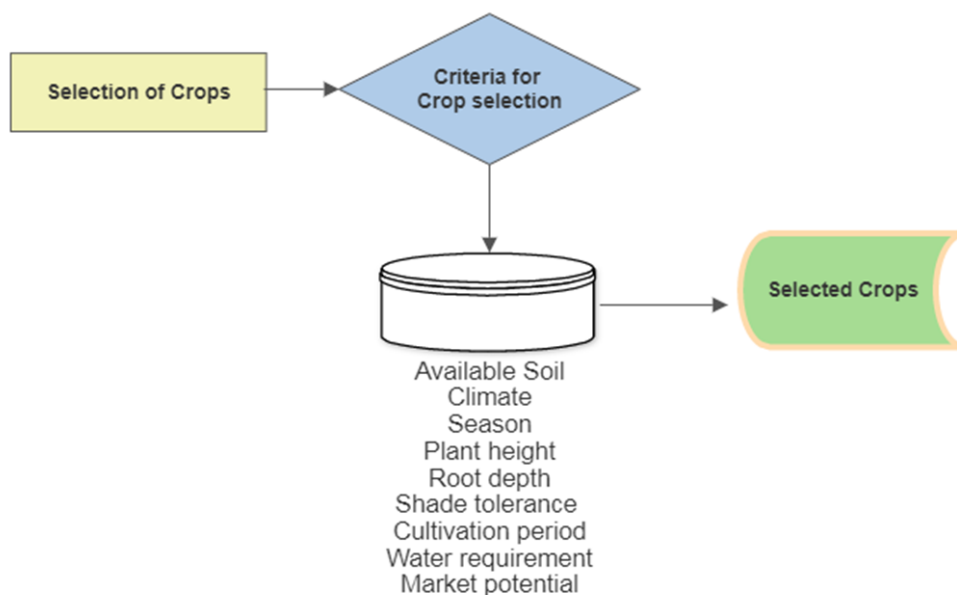 Selection of Crops
Criteria for
Crop selection
Selected Crops
Available Soil
Climate
Season
Plant height
Root depth
Shade tolerance
Cultivation period
Water requirement
Market potential